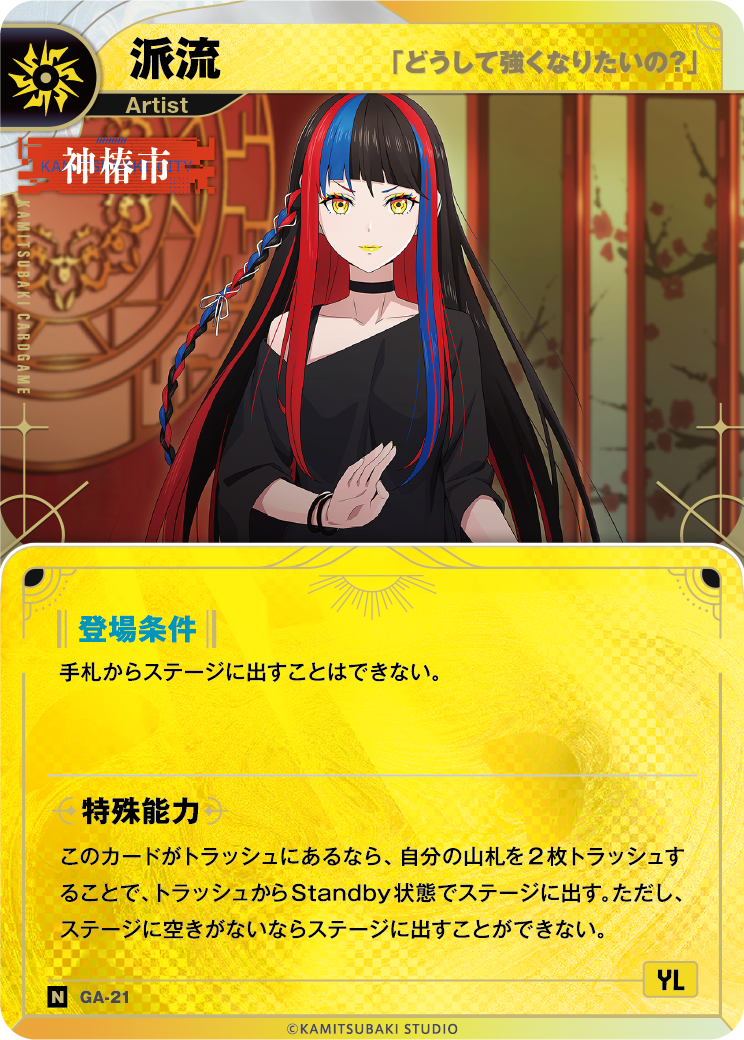 派流
「どうして強くなりたいの?」
Artist
神椿市
KAMITSUBAKI CARDGAME
登場条件
手札からステージに出すことはできない。
特殊能力
このカードがトラッシュにあるなら、自分の山札を2枚トラッシュす
ることで、トラッシュからStandby状態でステージに出す。ただし、
ステージに空きがないならステージに出すことができない。
YL
N GA-21
©KAMITSUBAKI STUDIO